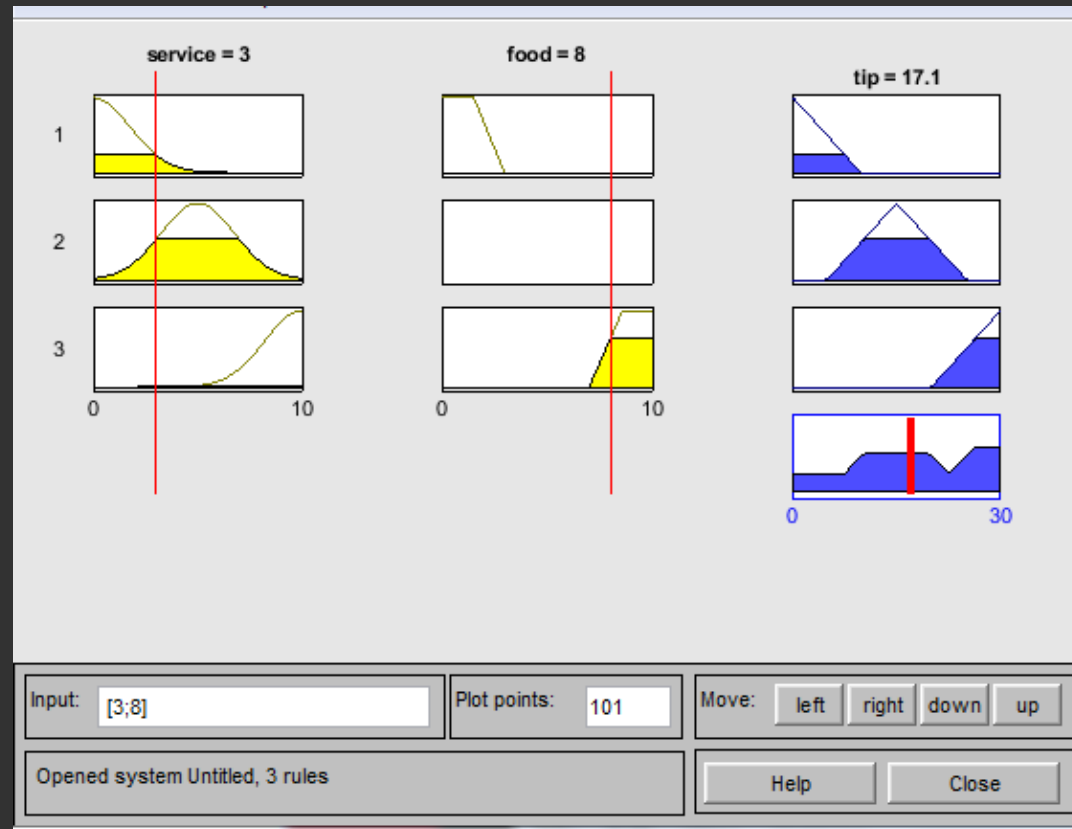 service = 3
food = 8
tip = 17.1
1
2
3
0
10
0
10
0
30
Input:
[3;8]
Plot points:
101
Move:
left
right
down
up
Opened system Untitled, 3 rules
Help
Close